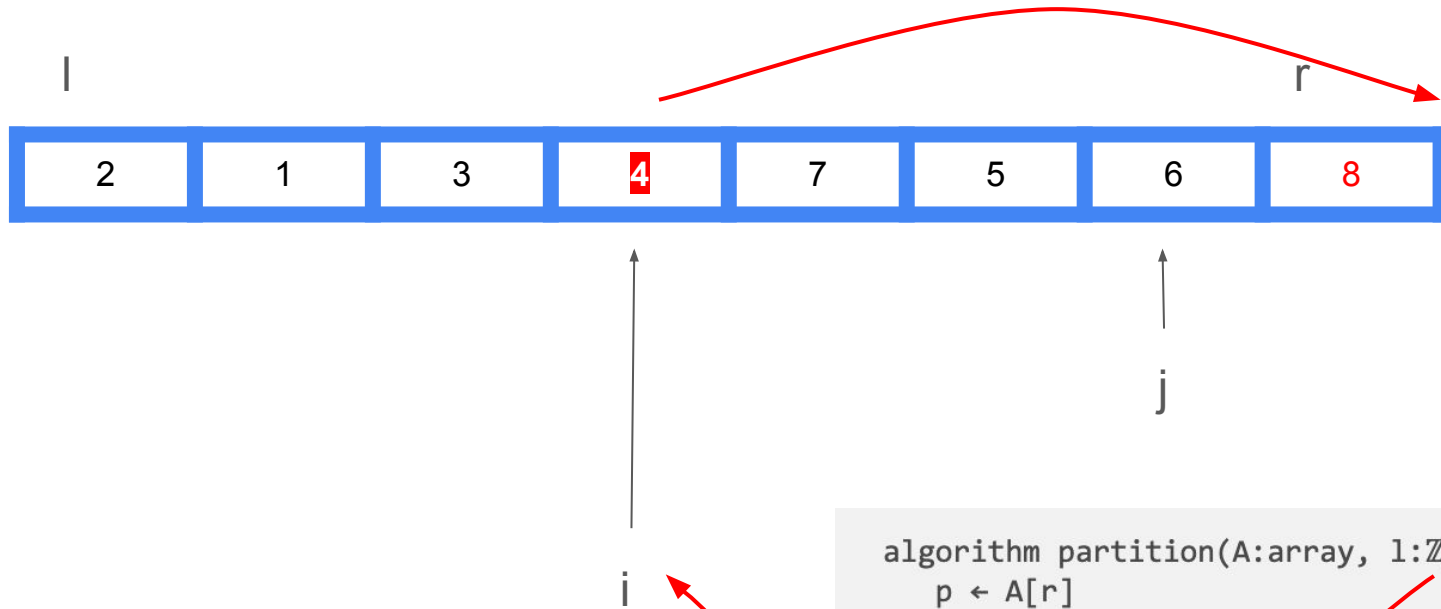 l r
2 1 3 4 7 5 6 8
j
i
algorithm partition(A:array, l:ℤ
p ← A[r]